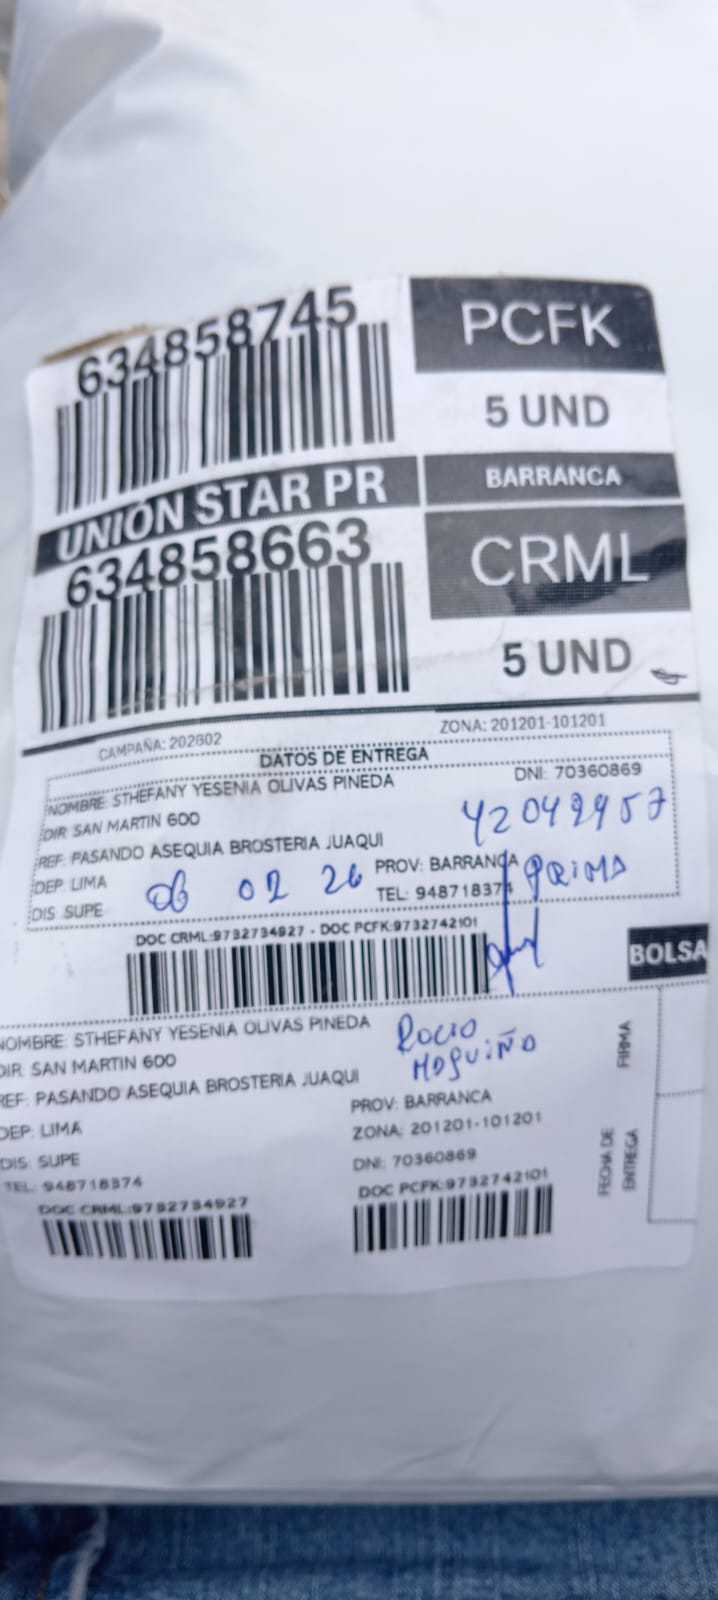 634858745
PCFK
5 UND
UNIÓN STAR PR
BARRANCA
634858663
CRML
5 UND
CAMPAÑA: 202602
ZONA: 201201-101201
DATOS DE ENTREGA
NOMBRE: STHEFANY YESENIA OLIVAS PINEDA
DNI: 70360869
DIR: SAN MARTIN 600
42049957
REF: PASANDO ASEQUIA BROSTERIA JUAQUI
DEP: LIMA
PROV: BARRANCA
PRIMA
DIS: SUPE
06 02 26
TEL: 948718374
DOC CRML:9732734927 - DOC PCFK:9732742101
BOLSA
NOMBRE: STHEFANY YESENIA OLIVAS PINEDA
ROCIO
MOQUIÑO
DIR: SAN MARTIN 600
REF: PASANDO ASEQUIA BROSTERIA JUAQUI
DEP: LIMA
PROV: BARRANCA
ZONA: 201201-101201
DIS: SUPE
DNI: 70360869
TEL: 948718374
DOC CRML:9732734927
DOC PCFK:9732742101
FIRMA
FECHA DE
ENTREGA